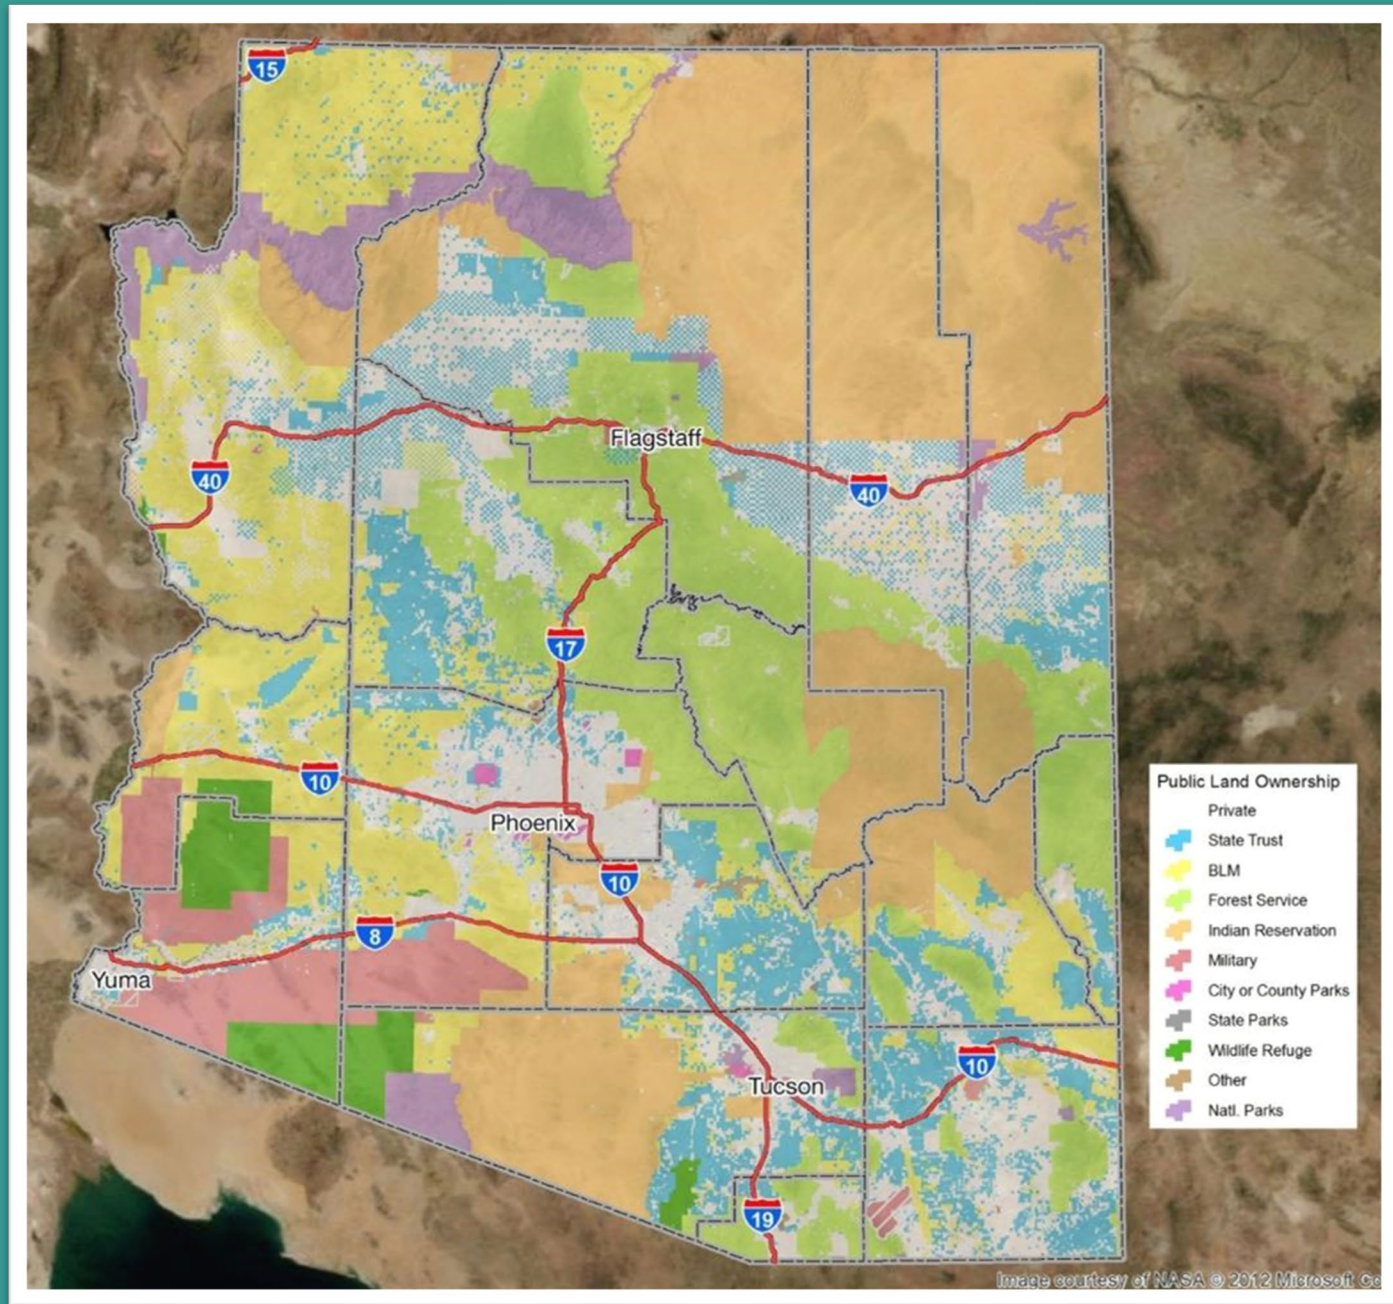 15
Flagstaff
40
40
17
10
Phoenix
10
8
Yuma
10
Tucson
19
Public Land Ownership
Private
State Trust
BLM
Forest Service
Indian Reservation
Military
City or County Parks
State Parks
Wildlife Refuge
Other
Natl. Parks
Image courtesy of NASA © 2012 Microsoft Co